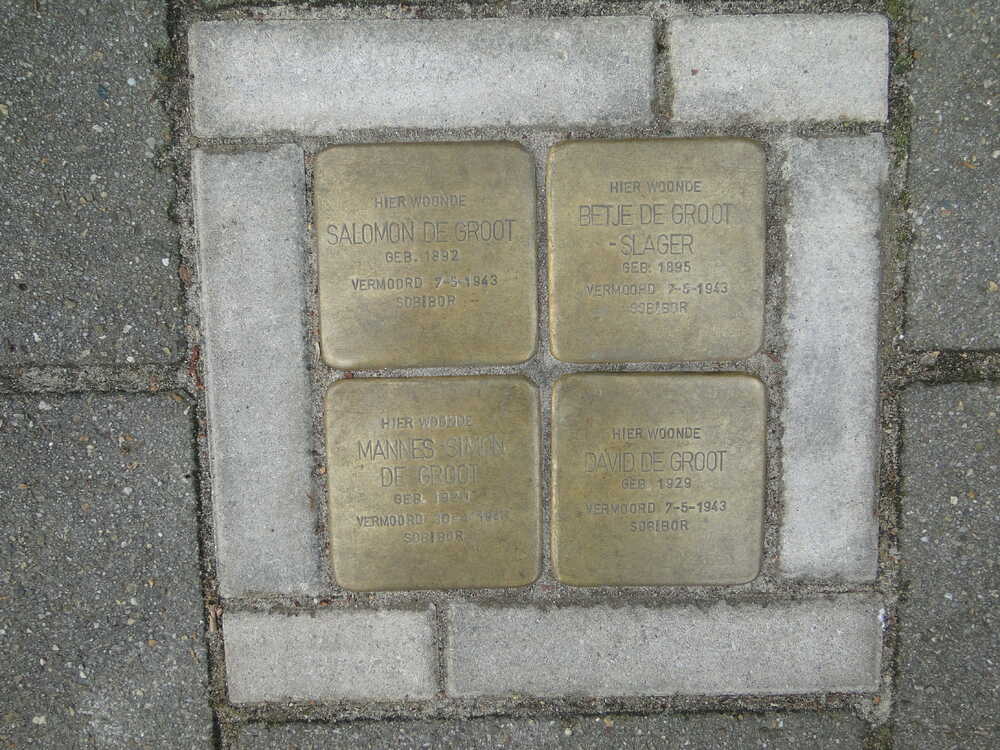 HIER WOONDE
SALOMON DE GROOT
GEB. 1892
VERMOORD 7-5-1943
SOBIBOR
HIER WOONDE
BETJE DE GROOT
-SLAGER
GEB. 1895
VERMOORD 7-5-1943
SOBIBOR
HIER WOONDE
MANNES SIMON
DE GROOT
GEB.
VERMOORD
SOBIBOR
HIER WOONDE
DAVID DE GROOT
GEB. 1929
VERMOORD 7-5-1943
SOBIBOR